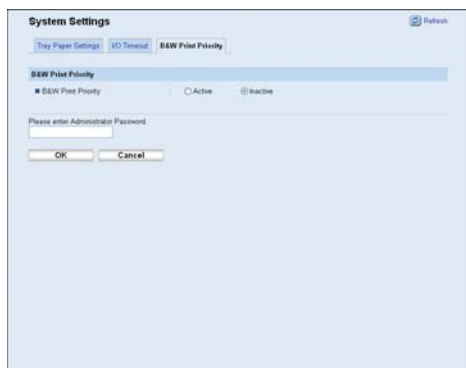 System Settings
Refresh
Tray Paper Settings I/O Timeout B&W Print Priority
B&W Print Priority
B&W Print Priority : Active Inactive
Please enter Administrator Password.
OK Cancel